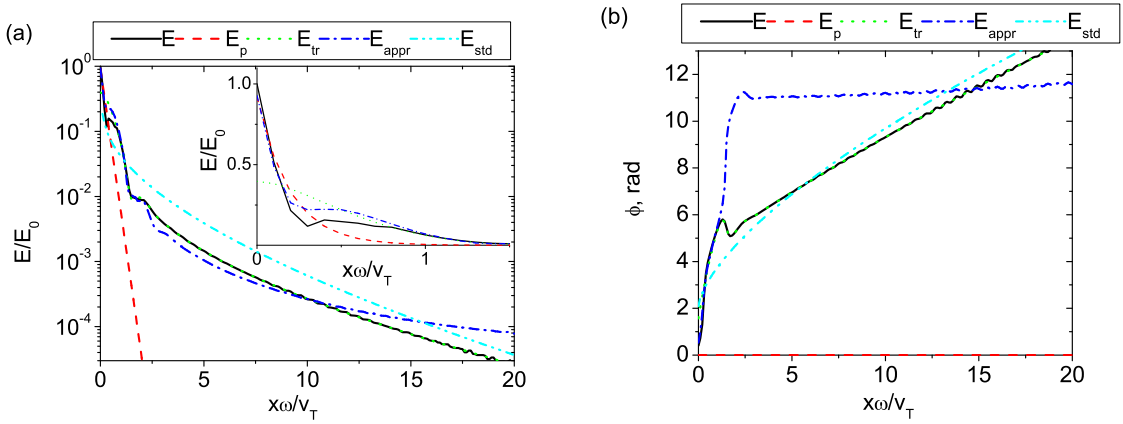 (a)
E E_p E_tr E_appr E_std
10^0
10^-1
10^-2
10^-3
10^-4
E/E_0
0 5 10 15 20
xω/v_T
1.0
0.5
0
E/E_0
0 1
xω/v_T
(b)
E E_p E_tr E_appr E_std
12
10
8
6
4
2
0
ϕ, rad
0 5 10 15 20
xω/v_T